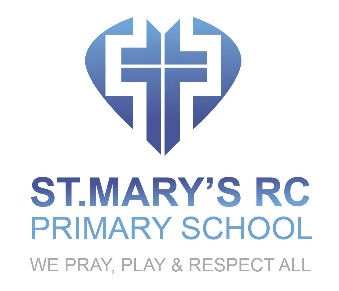 ST.MARY'S RC
PRIMARY SCHOOL
WE PRAY, PLAY & RESPECT ALL